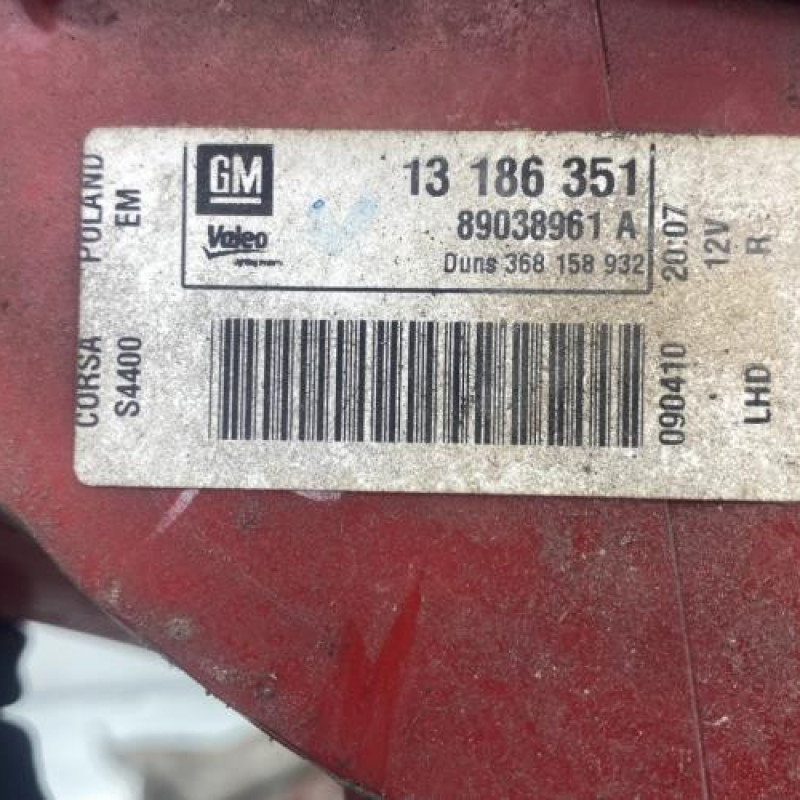 GM
13 186 351
Valeo
89038961 A
Duns 368 158 932
CORSA POLAND
S4400 EM
090410 20:07
12V
LHD R